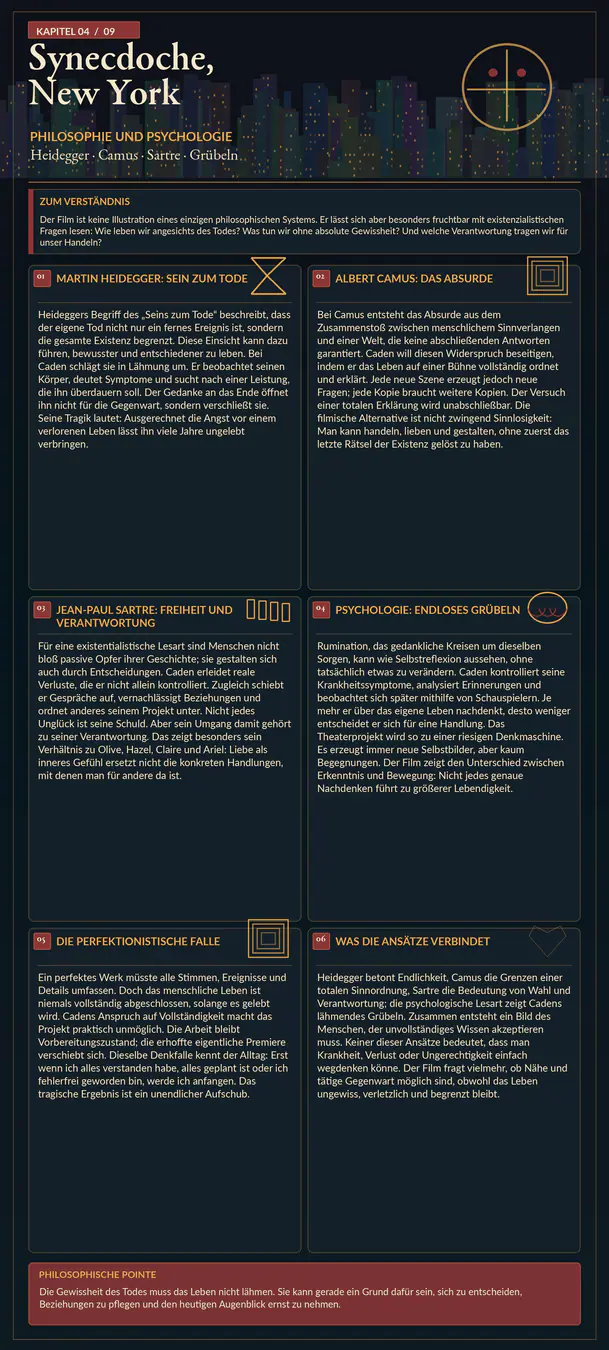 KAPITEL 04 / 09
Synecdoche,
New York
PHILOSOPHIE UND PSYCHOLOGIE
Heidegger · Camus · Sartre · Grübeln
ZUM VERSTÄNDNIS
Der Film ist keine Illustration eines einzigen philosophischen Systems. Er lässt sich aber besonders fruchtbar mit existenzialistischen
Fragen lesen: Wie leben wir angesichts des Todes? Was tun wir ohne absolute Gewissheit? Und welche Verantwortung tragen wir für
unser Handeln?
01 MARTIN HEIDEGGER: SEIN ZUM TODE
Heideggers Begriff des „Seins zum Tode“ beschreibt, dass
der eigene Tod nicht nur ein fernes Ereignis ist, sondern
die gesamte Existenz begrenzt. Diese Einsicht kann dazu
führen, bewusster und entschiedener zu leben. Bei
Caden schlägt sie in Lähmung um. Er beobachtet seinen
Körper, deutet Symptome und sucht nach einer Leistung,
die ihn überdauern soll. Der Gedanke an das Ende öffnet
ihn nicht für die Gegenwart, sondern verschließt sie.
Seine Tragik lautet: Ausgerechnet die Angst vor einem
verlorenen Leben lässt ihn viele Jahre ungelebt
verbringen.
02 ALBERT CAMUS: DAS ABSURDE
Bei Camus entsteht das Absurde aus dem
Zusammenstoß zwischen menschlichem Sinnverlangen
und einer Welt, die keine abschließenden Antworten
garantiert. Caden will diesen Widerspruch beseitigen,
indem er das Leben auf einer Bühne vollständig ordnet
und erklärt. Jede neue Szene erzeugt jedoch neue
Fragen; jede Kopie braucht weitere Kopien. Der Versuch
einer totalen Erklärung wird unabschließbar. Die
filmische Alternative ist nicht zwingend Sinnlosigkeit:
Man kann handeln, lieben und gestalten, ohne zuerst das
letzte Rätsel der Existenz gelöst zu haben.
03 JEAN-PAUL SARTRE: FREIHEIT UND
VERANTWORTUNG
Für eine existentialistische Lesart sind Menschen nicht
bloß passive Opfer ihrer Geschichte; sie gestalten sich
auch durch Entscheidungen. Caden erleidet reale
Verluste, die er nicht allein kontrolliert. Zugleich schiebt
er Gespräche auf, vernachlässigt Beziehungen und
ordnet anderes seinem Projekt unter. Nicht jedes
Unglück ist seine Schuld. Aber sein Umgang damit gehört
zu seiner Verantwortung. Das zeigt besonders sein
Verhältnis zu Olive, Hazel, Claire und Ariel: Liebe als
inneres Gefühl ersetzt nicht die konkreten Handlungen,
mit denen man für andere da ist.
04 PSYCHOLOGIE: ENDLOSES GRÜBELN
Rumination, das gedankliche Kreisen um dieselben
Sorgen, kann wie Selbstreflexion aussehen, ohne
tatsächlich etwas zu verändern. Caden kontrolliert seine
Krankheitssymptome, analysiert Erinnerungen und
beobachtet sich später mithilfe von Schauspielern. Je
mehr er über das eigene Leben nachdenkt, desto weniger
entscheidet er sich für eine Handlung. Das
Theaterprojekt wird so zu einer riesigen Denkmaschine.
Es erzeugt immer neue Selbstbilder, aber kaum
Begegnungen. Der Film zeigt den Unterschied zwischen
Erkenntnis und Bewegung: Nicht jedes genaue
Nachdenken führt zu größerer Lebendigkeit.
05 DIE PERFEKTIONISTISCHE FALLE
Ein perfektes Werk müsste alle Stimmen, Ereignisse und
Details umfassen. Doch das menschliche Leben ist
niemals vollständig abgeschlossen, solange es gelebt
wird. Cadens Anspruch auf Vollständigkeit macht das
Projekt praktisch unmöglich. Die Arbeit bleibt
Vorbereitungszustand; die erhoffte eigentliche Premiere
verschiebt sich. Dieselbe Denkfalle kennt der Alltag: Erst
wenn ich alles verstanden habe, alles geplant ist oder ich
fehlerfrei geworden bin, werde ich anfangen. Das
tragische Ergebnis ist ein unendlicher Aufschub.
06 WAS DIE ANSÄTZE VERBINDET
Heidegger betont Endlichkeit, Camus die Grenzen einer
totalen Sinnordnung, Sartre die Bedeutung von Wahl und
Verantwortung; die psychologische Lesart zeigt Cadens
lähmendes Grübeln. Zusammen entsteht ein Bild des
Menschen, der unvollständiges Wissen akzeptieren
muss. Keiner dieser Ansätze bedeutet, dass man
Krankheit, Verlust oder Ungerechtigkeit einfach
wegdenken könne. Der Film fragt vielmehr, ob Nähe und
tätige Gegenwart möglich sind, obwohl das Leben
ungewiss, verletzlich und begrenzt bleibt.
PHILOSOPHISCHE POINTE
Die Gewissheit des Todes muss das Leben nicht lähmen. Sie kann gerade ein Grund dafür sein, sich zu entscheiden,
Beziehungen zu pflegen und den heutigen Augenblick ernst zu nehmen.